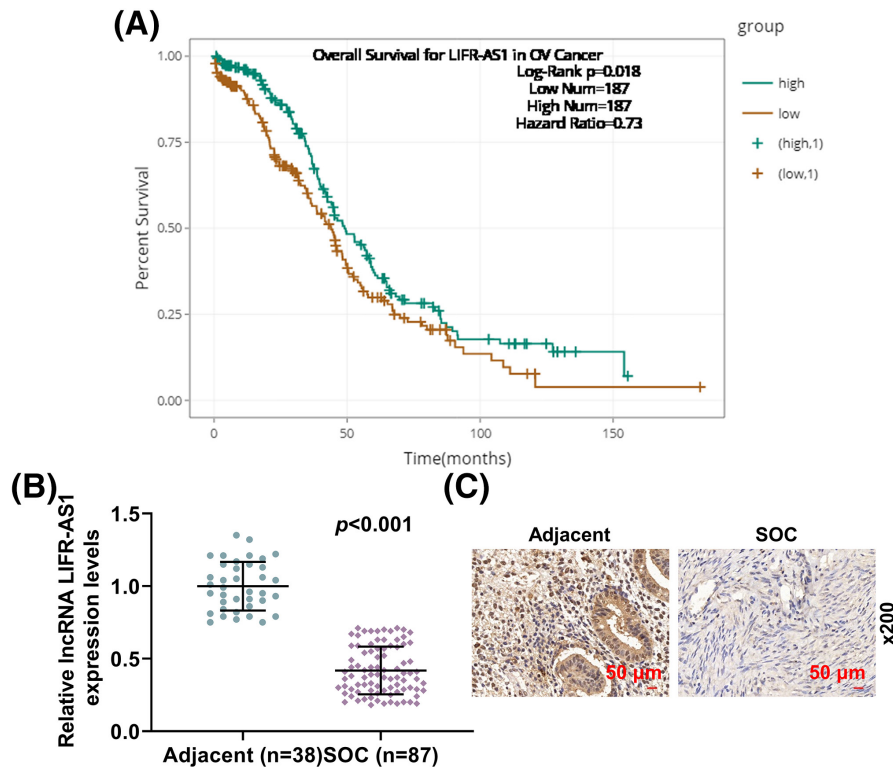 (A)
group
Overall Survival for LIFR-AS1 in OV Cancer
Log-Rank p=0.018
Low Num=187
High Num=187
Hazard Ratio=0.73
high
low
(high,1)
(low,1)
Percent Survival
1.00
0.75
0.50
0.25
0.00
0
50
100
150
Time(months)
(B)
Relative lncRNA LIFR-AS1
expression levels
1.5
1.0
0.5
0.0
p<0.001
Adjacent (n=38)SOC (n=87)
(C)
Adjacent
SOC
50 μm
50 μm
x200